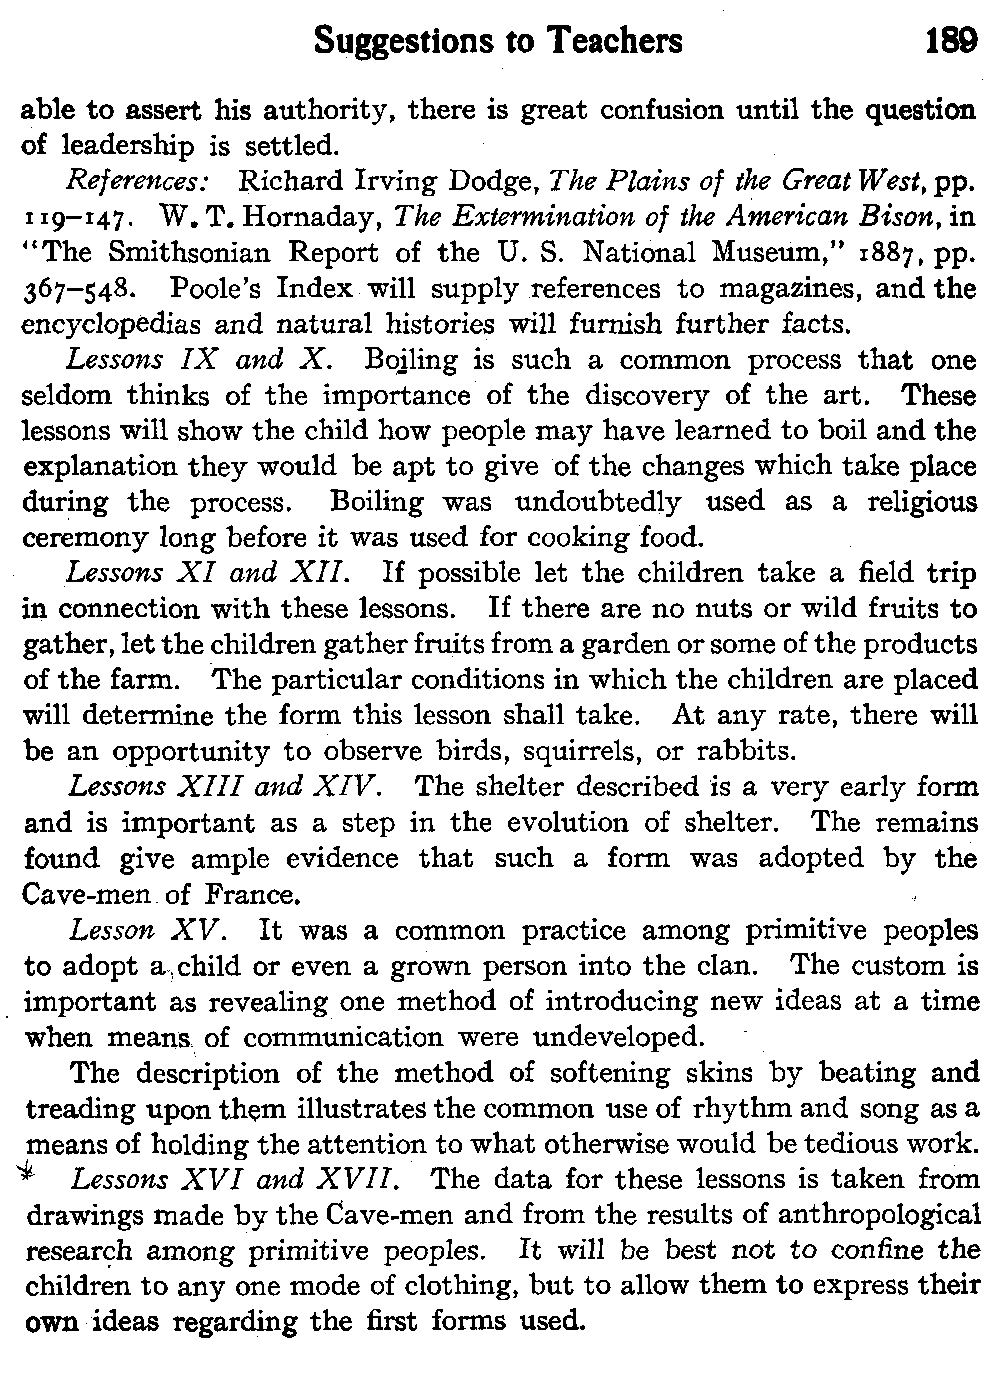 Suggestions to Teachers 189
able to assert his authority, there is great confusion until the question
of leadership is settled.
References: Richard Irving Dodge, The Plains of the Great West, pp.
119–147. W. T. Hornaday, The Extermination of the American Bison, in
“The Smithsonian Report of the U. S. National Museum,” 1887, pp.
367–548. Poole's Index will supply references to magazines, and the
encyclopedias and natural histories will furnish further facts.
Lessons IX and X. Boiling is such a common process that one
seldom thinks of the importance of the discovery of the art. These
lessons will show the child how people may have learned to boil and the
explanation they would be apt to give of the changes which take place
during the process. Boiling was undoubtedly used as a religious
ceremony long before it was used for cooking food.
Lessons XI and XII. If possible let the children take a field trip
in connection with these lessons. If there are no nuts or wild fruits to
gather, let the children gather fruits from a garden or some of the products
of the farm. The particular conditions in which the children are placed
will determine the form this lesson shall take. At any rate, there will
be an opportunity to observe birds, squirrels, or rabbits.
Lessons XIII and XIV. The shelter described is a very early form
and is important as a step in the evolution of shelter. The remains
found give ample evidence that such a form was adopted by the
Cave-men of France.
Lesson XV. It was a common practice among primitive peoples
to adopt a child or even a grown person into the clan. The custom is
important as revealing one method of introducing new ideas at a time
when means of communication were undeveloped.
The description of the method of softening skins by beating and
treading upon them illustrates the common use of rhythm and song as a
means of holding the attention to what otherwise would be tedious work.
Lessons XVI and XVII. The data for these lessons is taken from
drawings made by the Cave-men and from the results of anthropological
research among primitive peoples. It will be best not to confine the
children to any one mode of clothing, but to allow them to express their
own ideas regarding the first forms used.